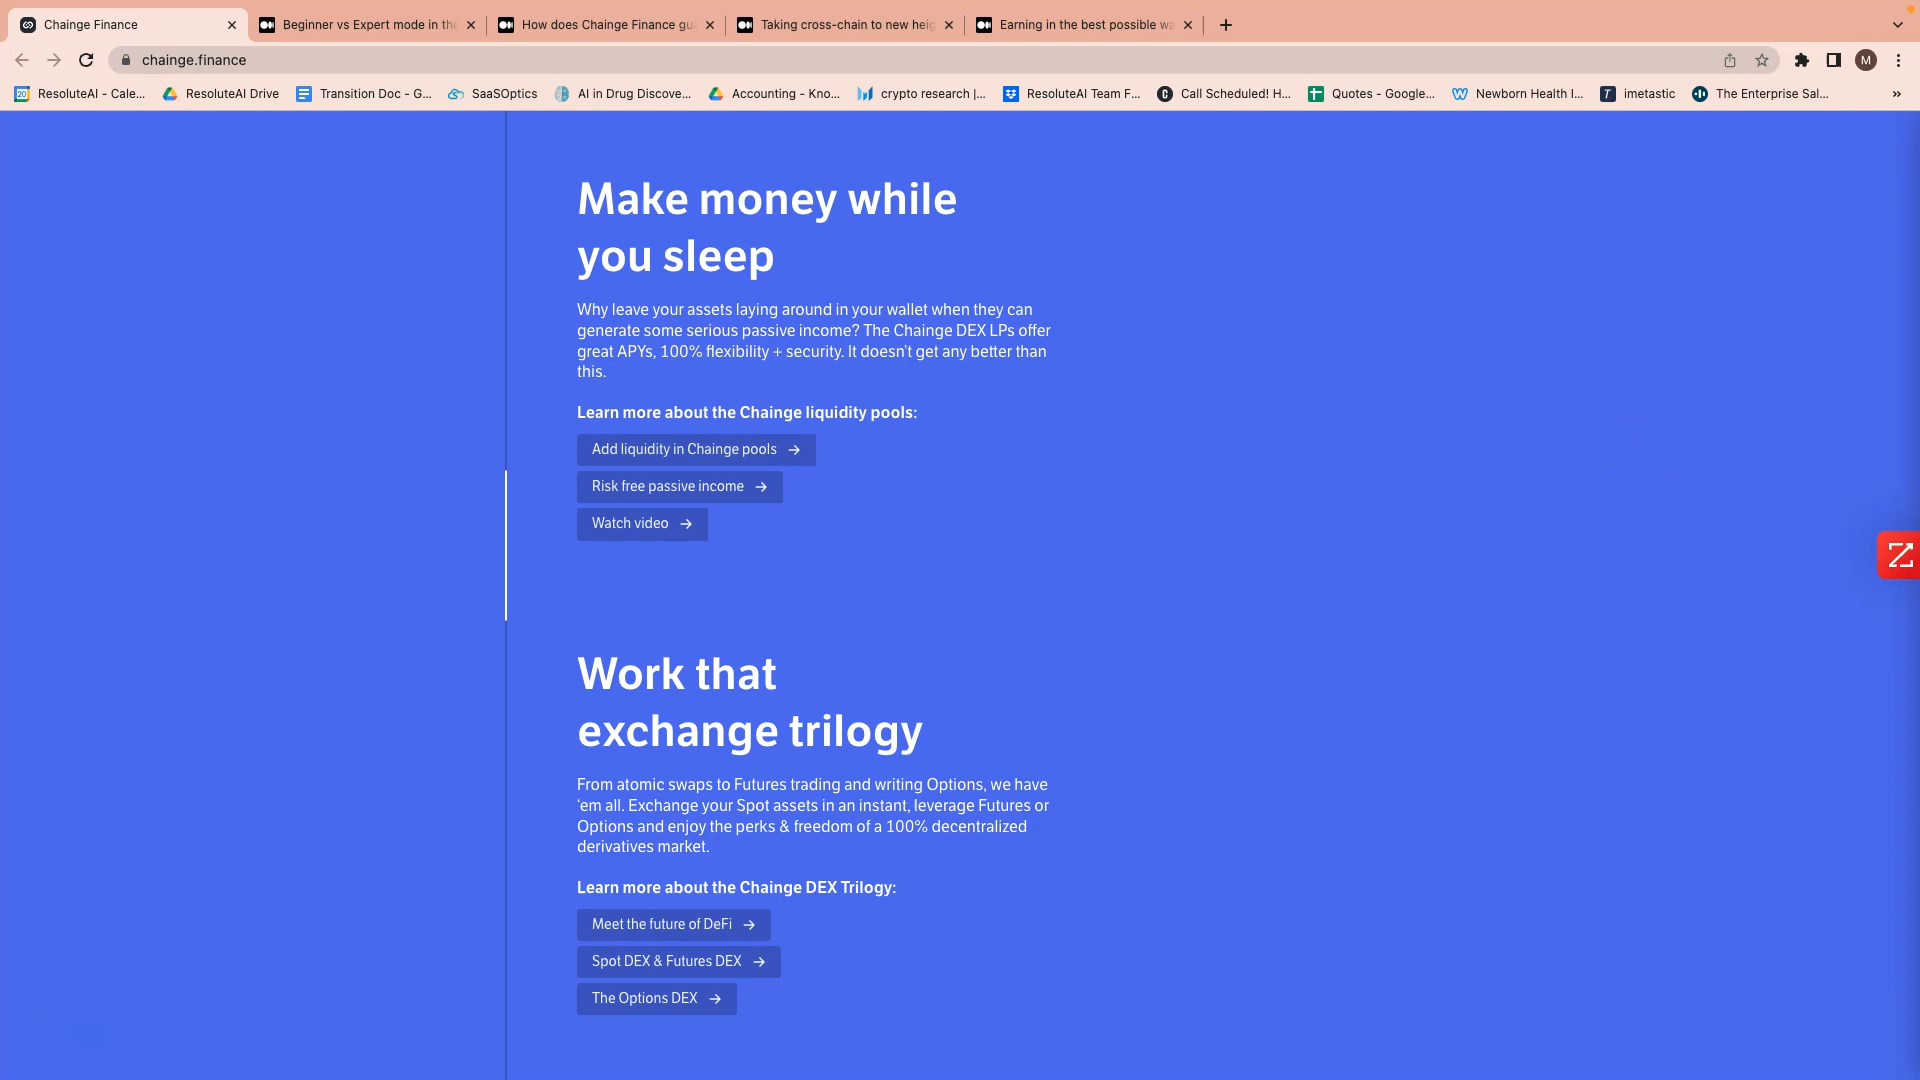 Chainge Finance
Beginner vs Expert mode in the
How does Chainge Finance gu
Taking cross-chain to new heig
Earning in the best possible wa
chainge.finance
M
20
ResoluteAI - Cale...
ResoluteAI Drive
Transition Doc - G...
SaaSOptics
AI in Drug Discove...
Accounting - Kno...
crypto research |...
ResoluteAI Team F...
Call Scheduled! H...
Quotes - Google...
Newborn Health I...
imetastic
The Enterprise Sal...
Make money while
you sleep
Why leave your assets laying around in your wallet when they can
generate some serious passive income? The Chainge DEX LPs offer
great APYs, 100% flexibility + security. It doesn't get any better than
this.
Learn more about the Chainge liquidity pools:
Add liquidity in Chainge pools →
Risk free passive income →
Watch video →
Work that
exchange trilogy
From atomic swaps to Futures trading and writing Options, we have
‘em all. Exchange your Spot assets in an instant, leverage Futures or
Options and enjoy the perks & freedom of a 100% decentralized
derivatives market.
Learn more about the Chainge DEX Trilogy:
Meet the future of DeFi →
Spot DEX & Futures DEX →
The Options DEX →